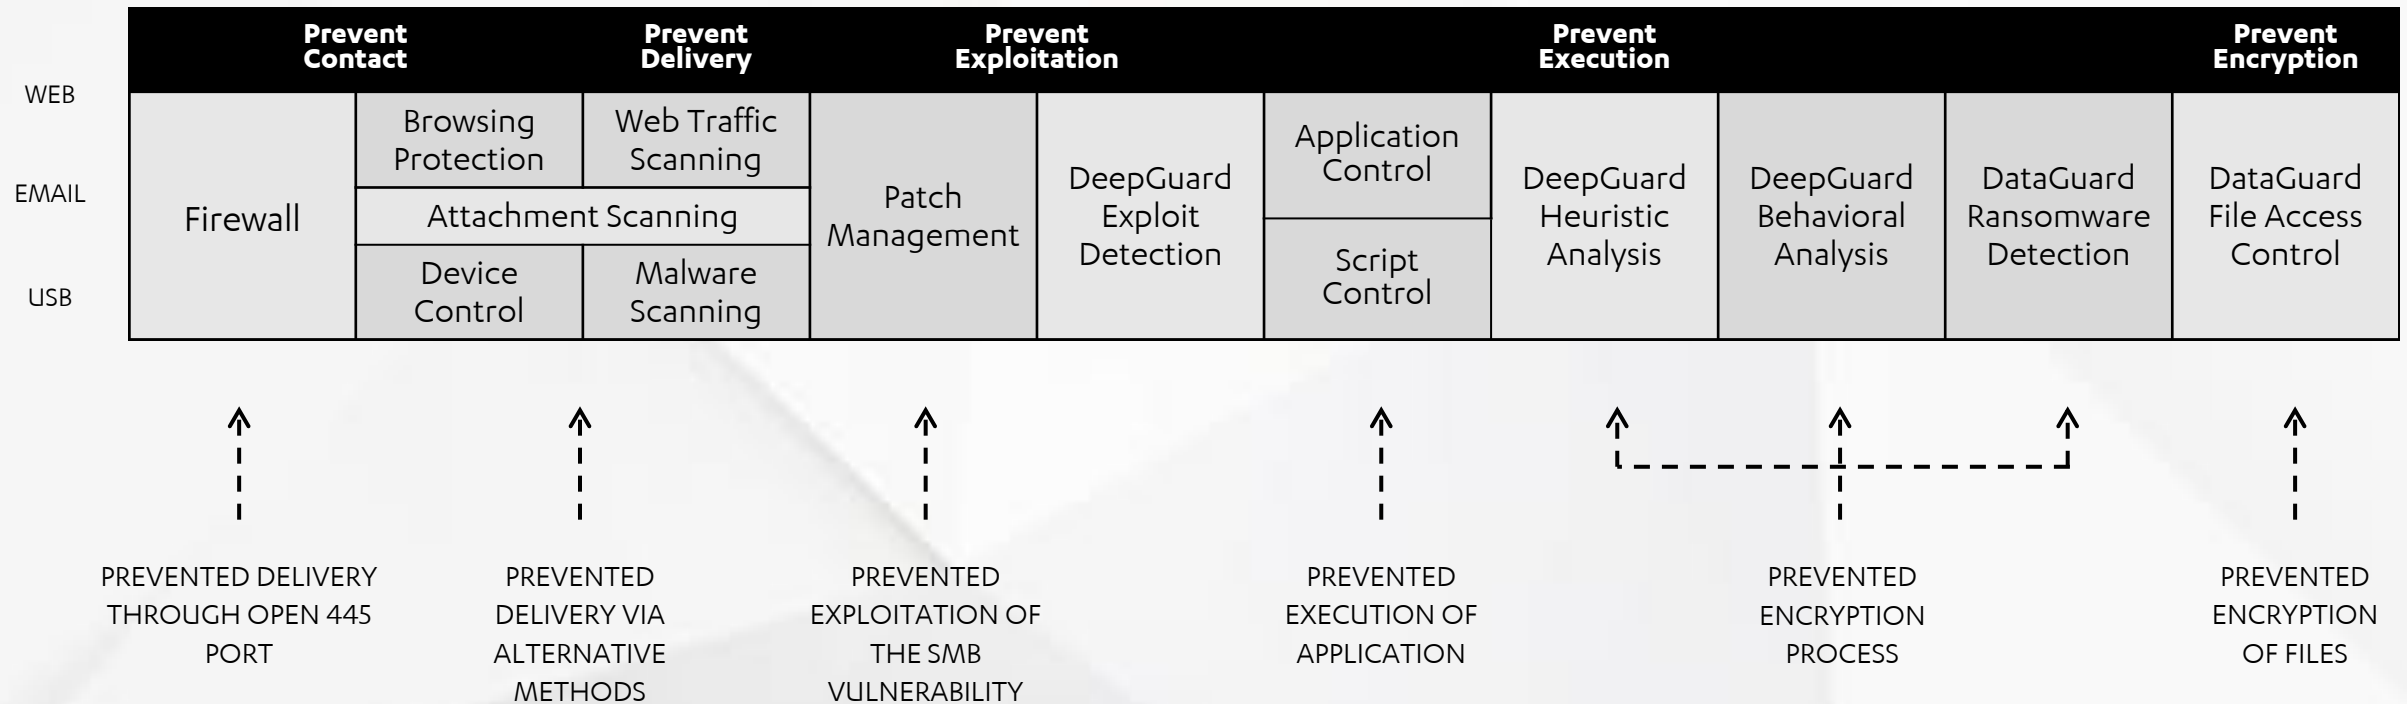 Prevent
Contact
Prevent
Delivery
Prevent
Exploitation
Prevent
Execution
Prevent
Encryption
WEB
EMAIL
USB
Firewall
Browsing
Protection
Web Traffic
Scanning
Attachment Scanning
Device
Control
Malware
Scanning
Patch
Management
DeepGuard
Exploit
Detection
Application
Control
Script
Control
DeepGuard
Heuristic
Analysis
DeepGuard
Behavioral
Analysis
DataGuard
Ransomware
Detection
DataGuard
File Access
Control
PREVENTED DELIVERY
THROUGH OPEN 445
PORT
PREVENTED
DELIVERY VIA
ALTERNATIVE
METHODS
PREVENTED
EXPLOITATION OF
THE SMB
VULNERABILITY
PREVENTED
EXECUTION OF
APPLICATION
PREVENTED
ENCRYPTION
PROCESS
PREVENTED
ENCRYPTION
OF FILES